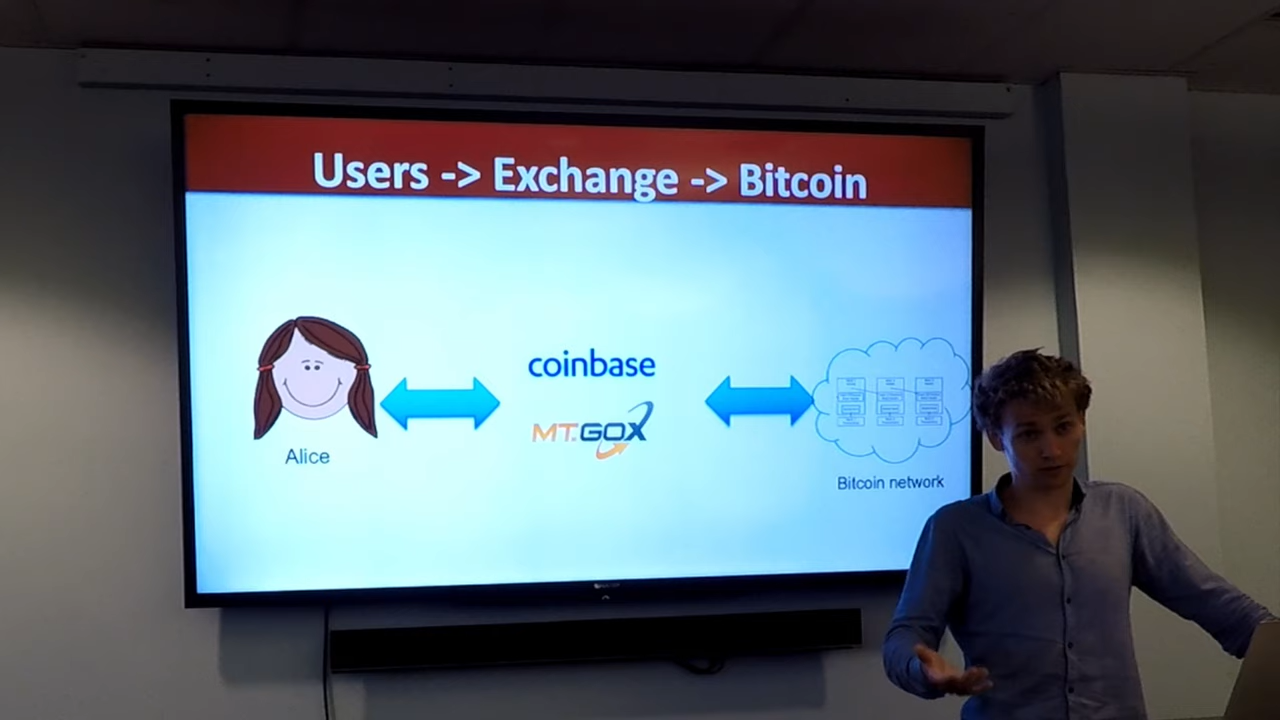 Users -> Exchange -> Bitcoin
coinbase
MT.GOX
Alice
Bitcoin network